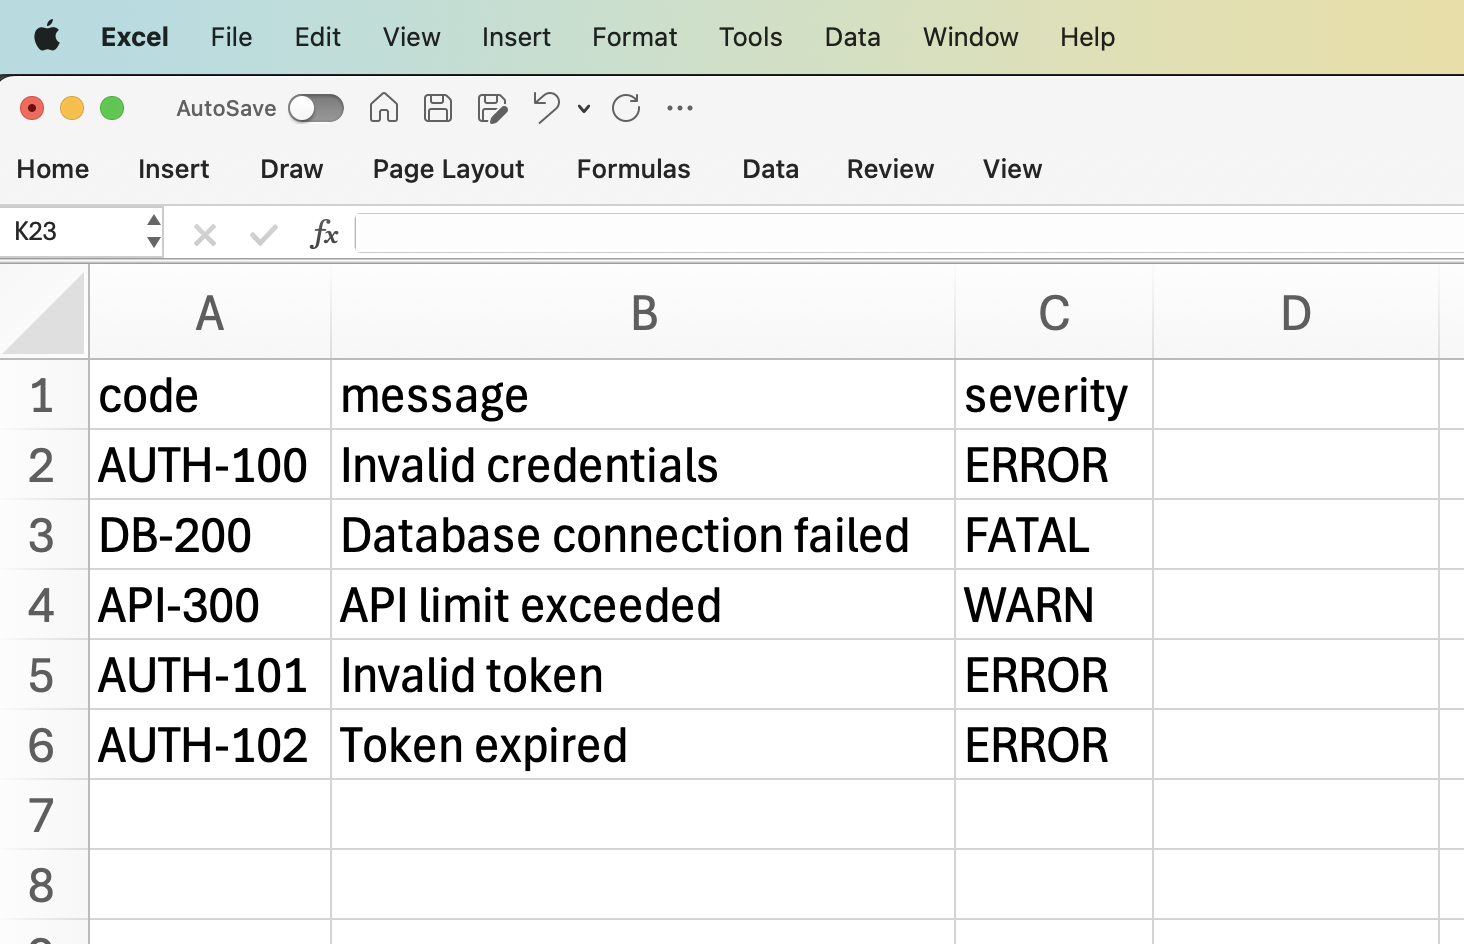 Excel File Edit View Insert Format Tools Data Window Help
AutoSave
Home Insert Draw Page Layout Formulas Data Review View
K23 fx
A B C D
1 code message severity
2 AUTH-100 Invalid credentials ERROR
3 DB-200 Database connection failed FATAL
4 API-300 API limit exceeded WARN
5 AUTH-101 Invalid token ERROR
6 AUTH-102 Token expired ERROR
7
8